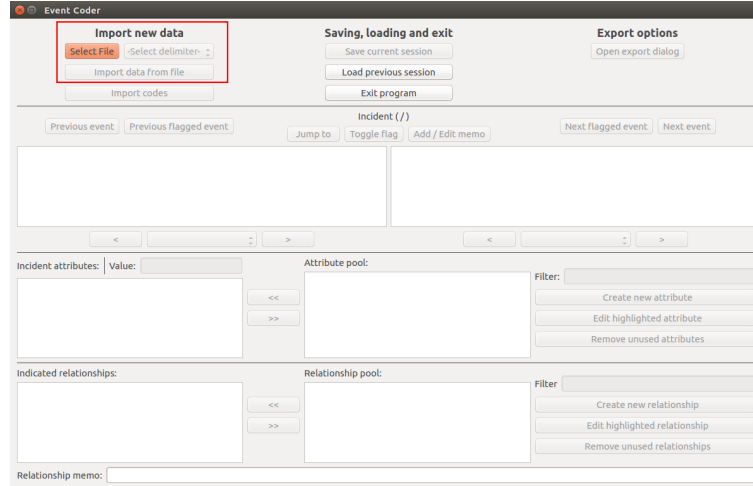 Event Coder
Import new data
Saving, loading and exit
Export options
Select File
-Select delimiter-
Save current session
Open export dialog
Import data from file
Load previous session
Import codes
Exit program
Incident ( / )
Previous event
Previous flagged event
Jump to
Toggle flag
Add / Edit memo
Next flagged event
Next event
<
>
<
>
Incident attributes:
Value:
Attribute pool:
Filter:
<<
Create new attribute
>>
Edit highlighted attribute
Remove unused attributes
Indicated relationships:
Relationship pool:
Filter
<<
Create new relationship
>>
Edit highlighted relationship
Remove unused relationships
Relationship memo: